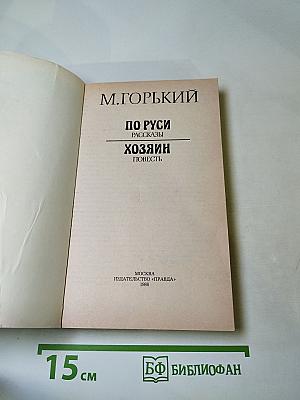 М.ГОРЬКИЙ
ПО РУСИ
РАССКАЗЫ
ХОЗЯИН
ПОВЕСТЬ
МОСКВА
ИЗДАТЕЛЬСТВО «ПРАВДА»
15 см
БФ БИБЛИОФАН